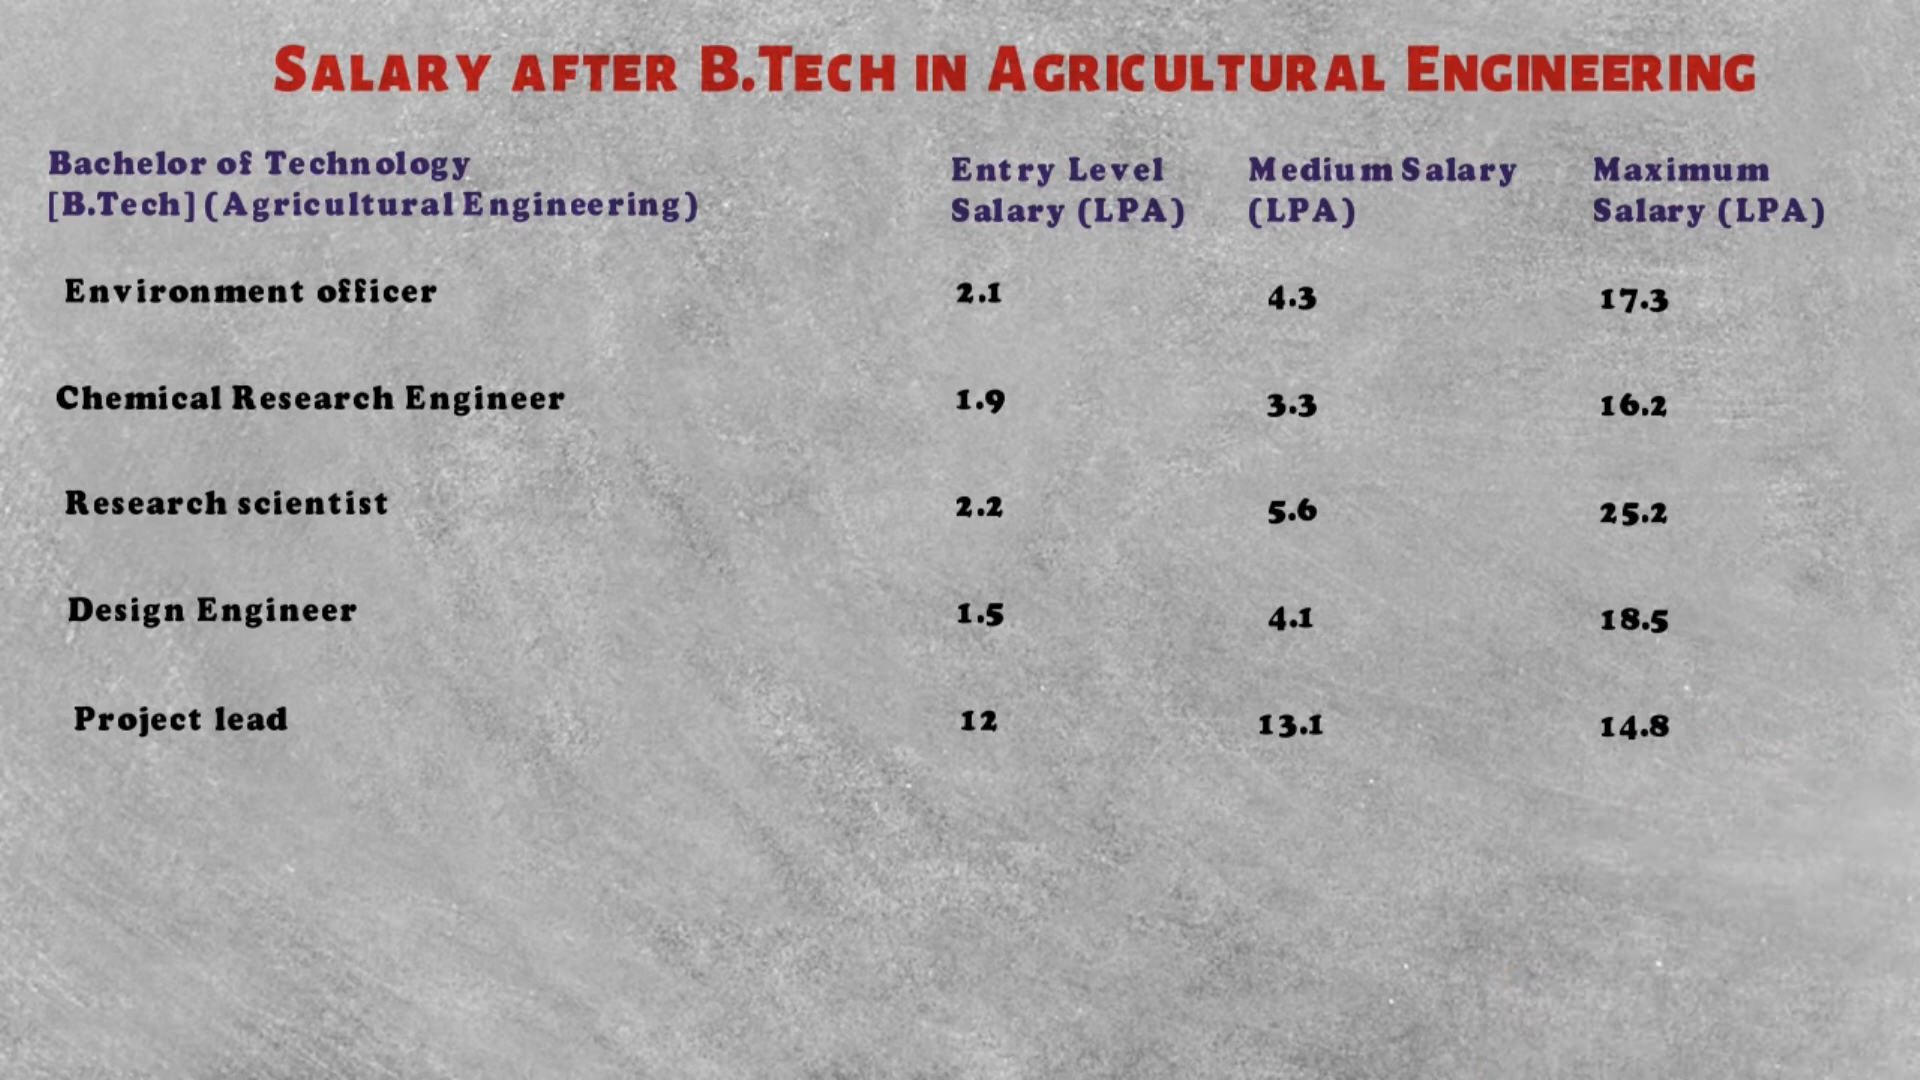 Salary after B.Tech in Agricultural Engineering
Bachelor of Technology
[B.Tech] (Agricultural Engineering)
Entry Level
Salary (LPA)
Medium Salary
(LPA)
Maximum
Salary (LPA)
Environment officer 2.1 4.3 17.3
Chemical Research Engineer 1.9 3.3 16.2
Research scientist 2.2 5.6 25.2
Design Engineer 1.5 4.1 18.5
Project lead 12 13.1 14.8